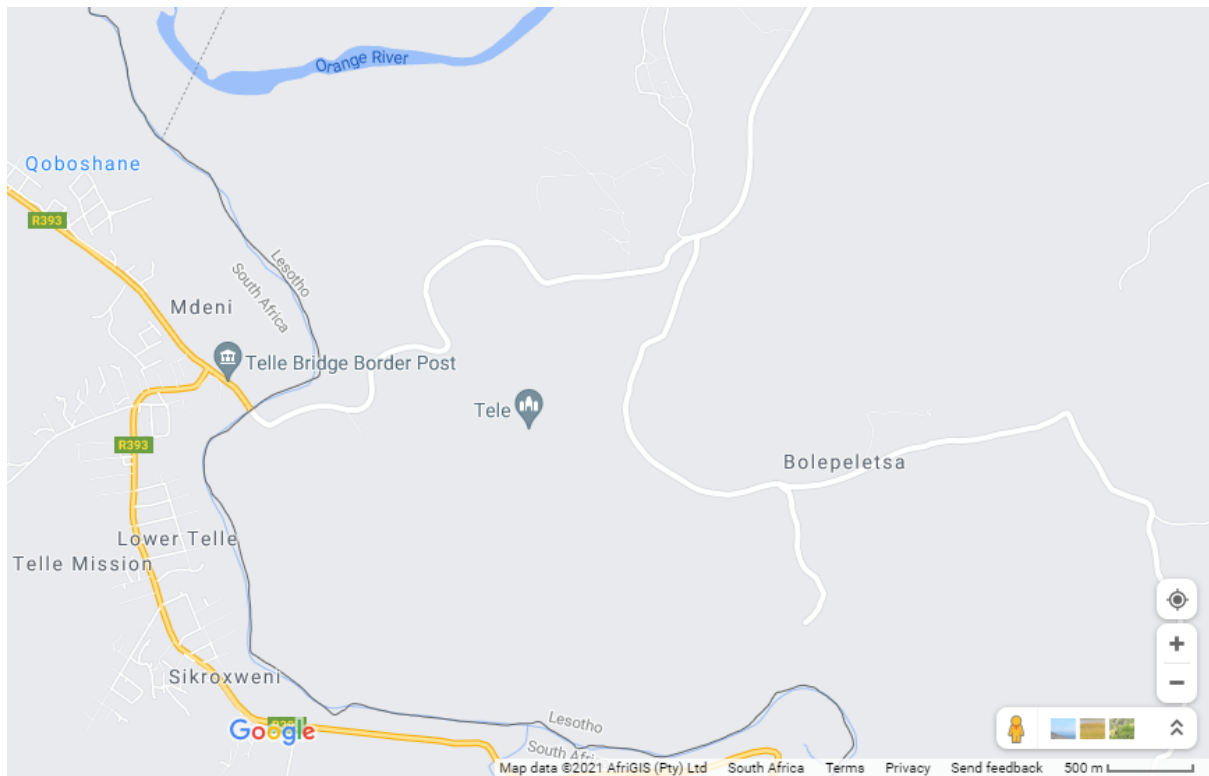 Orange River
Qoboshane
R393
Lesotho
South Africa
Mdeni
Telle Bridge Border Post
Tele
R393
Bolepeletsa
Lower Telle
Telle Mission
Sikroxweni
Google
Lesotho
Map data ©2021 AfriGIS (Pty) Ltd South Africa Terms Privacy Send feedback 500 m